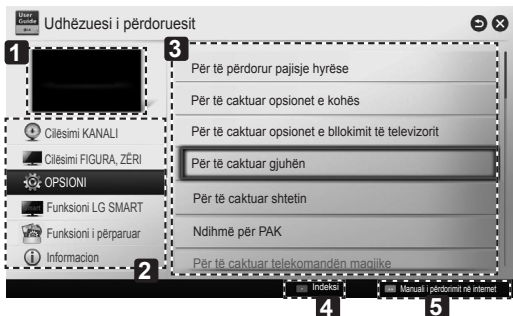 User Guide
Udhëzuesi i përdoruesit
1
3
Cilësimi KANALI
Cilësimi FIGURA, ZËRI
OPSIONI
Funksioni LG SMART
Funksioni i përparuar
Informacion
2
Për të përdorur pajisje hyrëse
Për të caktuar opsionet e kohës
Për të caktuar opsionet e bllokimit të televizorit
Për të caktuar gjuhën
Për të caktuar shtetin
Ndihmë për PAK
Për të caktuar telekomandën magjike
Indeksi
Manuali i përdorimit në internet
4
5